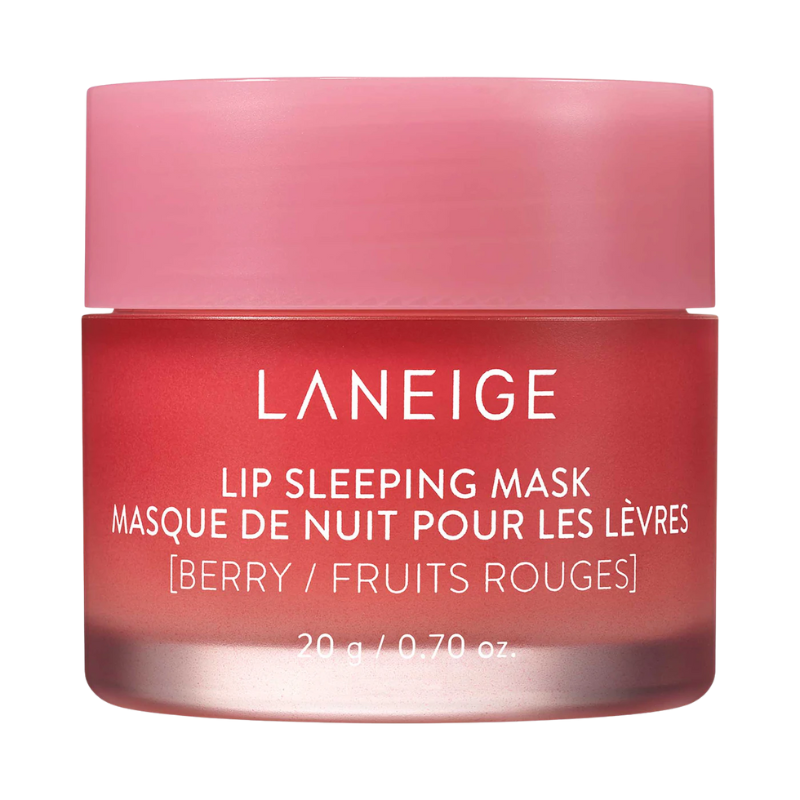 LANEIGE
LIP SLEEPING MASK
MASQUE DE NUIT POUR LES LÈVRES
[BERRY / FRUITS ROUGES]
20 g / 0.70 oz.